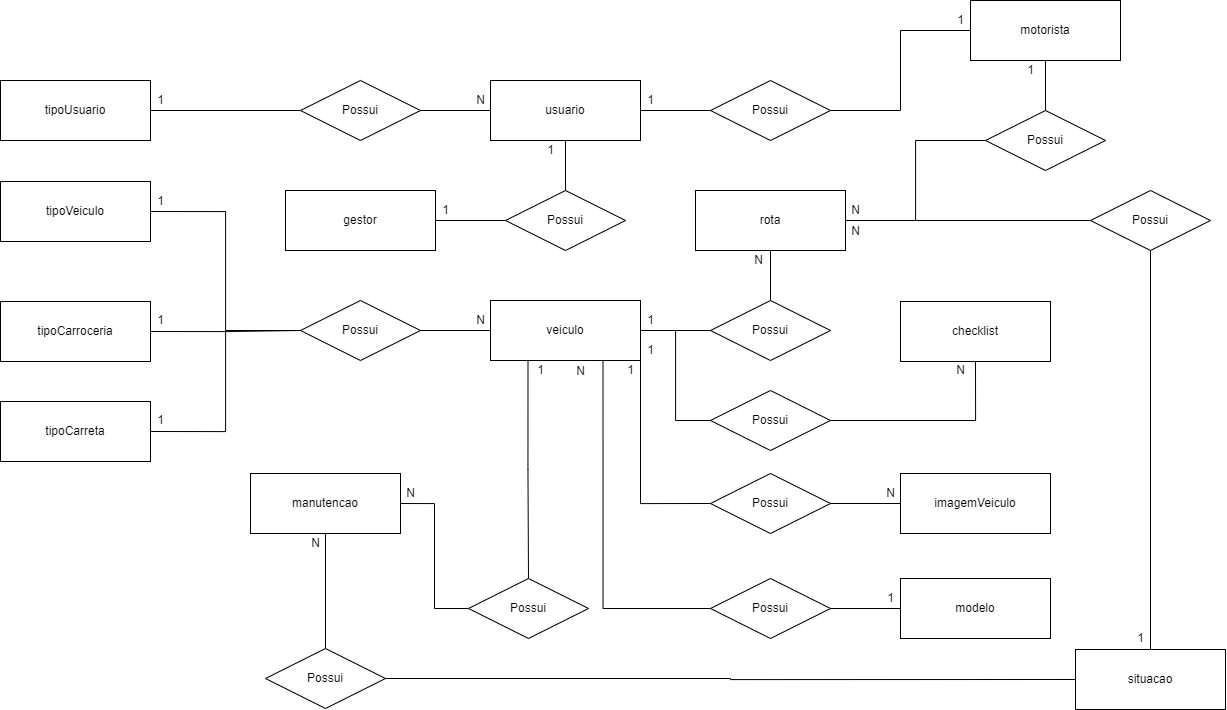 1
motorista
tipoUsuario
1
Possui
N
usuario
1
Possui
1
1
Possui
tipoVeiculo
1
gestor
1
Possui
rota
N
N
Possui
N
tipoCarroceria
1
Possui
N
veiculo
1
1
Possui
checklist
1
N
1
N
tipoCarreta
1
Possui
manutencao
N
Possui
N
imagemVeiculo
N
Possui
Possui
1
modelo
1
Possui
situacao